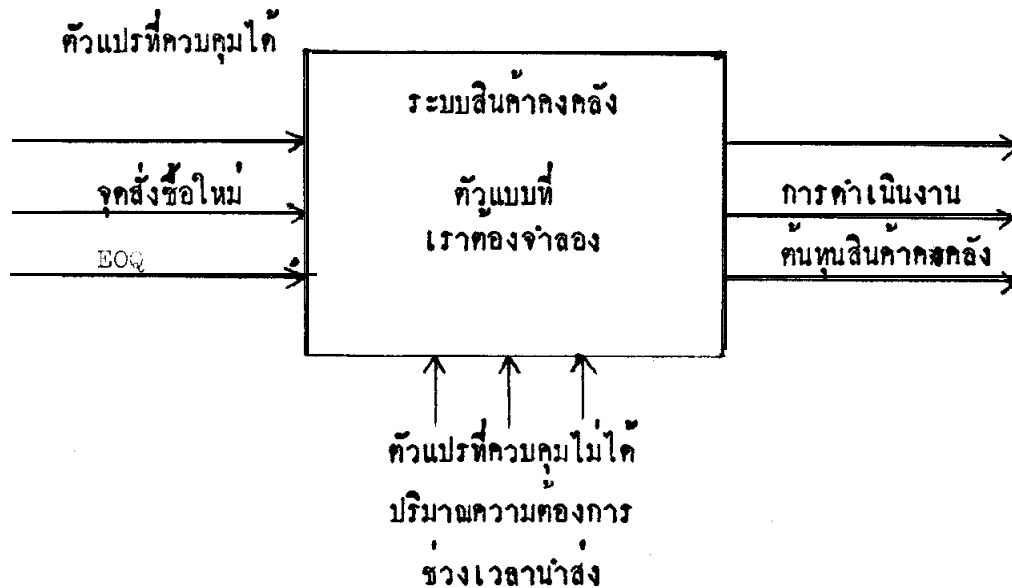 ตัวแปรที่ควบคุมได้
ระบบสินค้าคงคลัง
จุดสั่งซื้อใหม่
ตัวแบบที่
เราต้องจำลอง
การดำเนินงาน
EOQ
ต้นทุนสินค้าคงคลัง
ตัวแปรที่ควบคุมไม่ได้
ปริมาณความต้องการ
ช่วงเวลานำส่ง